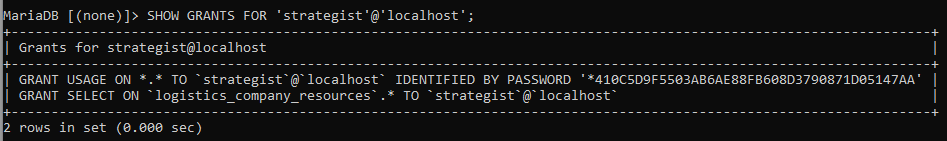 MariaDB [(none)]> SHOW GRANTS FOR 'strategist'@'localhost';
+-------------------------------------------------------------------------------------------------------------------+
| Grants for strategist@localhost |
+-------------------------------------------------------------------------------------------------------------------+
| GRANT USAGE ON *.* TO `strategist`@`localhost` IDENTIFIED BY PASSWORD '*410C5D9F5503AB6AE88FB608D3790871D05147AA' |
| GRANT SELECT ON `logistics_company_resources`.* TO `strategist`@`localhost` |
+-------------------------------------------------------------------------------------------------------------------+
2 rows in set (0.000 sec)